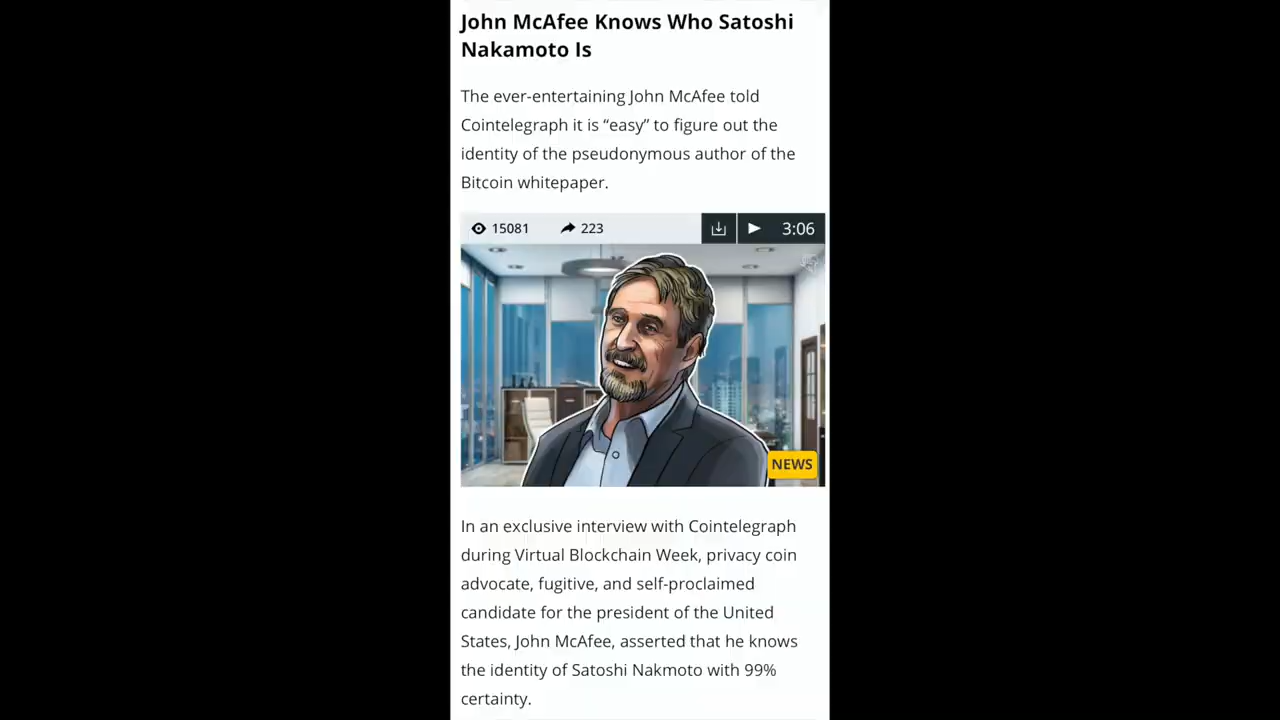 John McAfee Knows Who Satoshi
Nakamoto Is
The ever-entertaining John McAfee told
Cointelegraph it is “easy” to figure out the
identity of the pseudonymous author of the
Bitcoin whitepaper.
15081 223 3:06
NEWS
In an exclusive interview with Cointelegraph
during Virtual Blockchain Week, privacy coin
advocate, fugitive, and self-proclaimed
candidate for the president of the United
States, John McAfee, asserted that he knows
the identity of Satoshi Nakmoto with 99%
certainty.